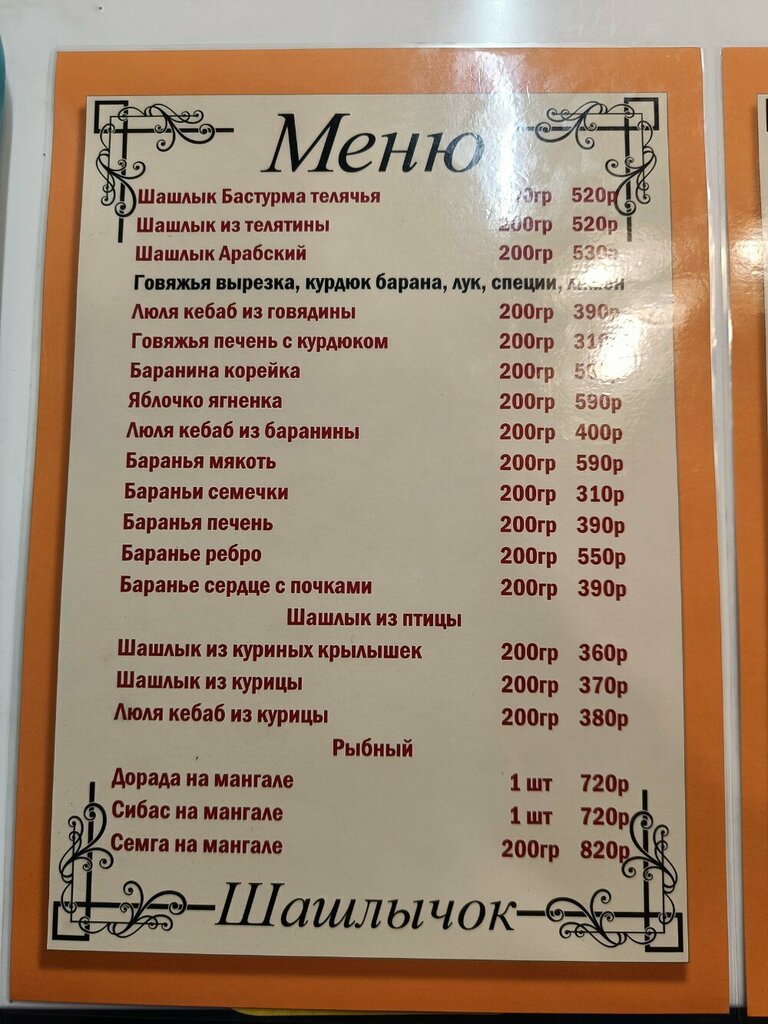 Меню
Шашлык Бастурма телячья 520р
Шашлык из телятины 200гр 520р
Шашлык Арабский 200гр 530р
Говяжья вырезка, курдюк барана, лук, специи, лимон
Люля кебаб из говядины 200гр 390р
Говяжья печень с курдюком 200гр
Баранина корейка 200гр
Яблочко ягненка 200гр 590р
Люля кебаб из баранины 200гр 400р
Баранья мякоть 200гр 590р
Бараньи семечки 200гр 310р
Баранья печень 200гр 390р
Баранье ребро 200гр 550р
Баранье сердце с почками 200гр 390р
Шашлык из птицы
Шашлык из куриных крылышек 200гр 360р
Шашлык из курицы 200гр 370р
Люля кебаб из курицы 200гр 380р
Рыбный
Дорада на мангале 1 шт 720р
Сибас на мангале 1 шт 720р
Семга на мангале 200гр 820р
Шашлычок